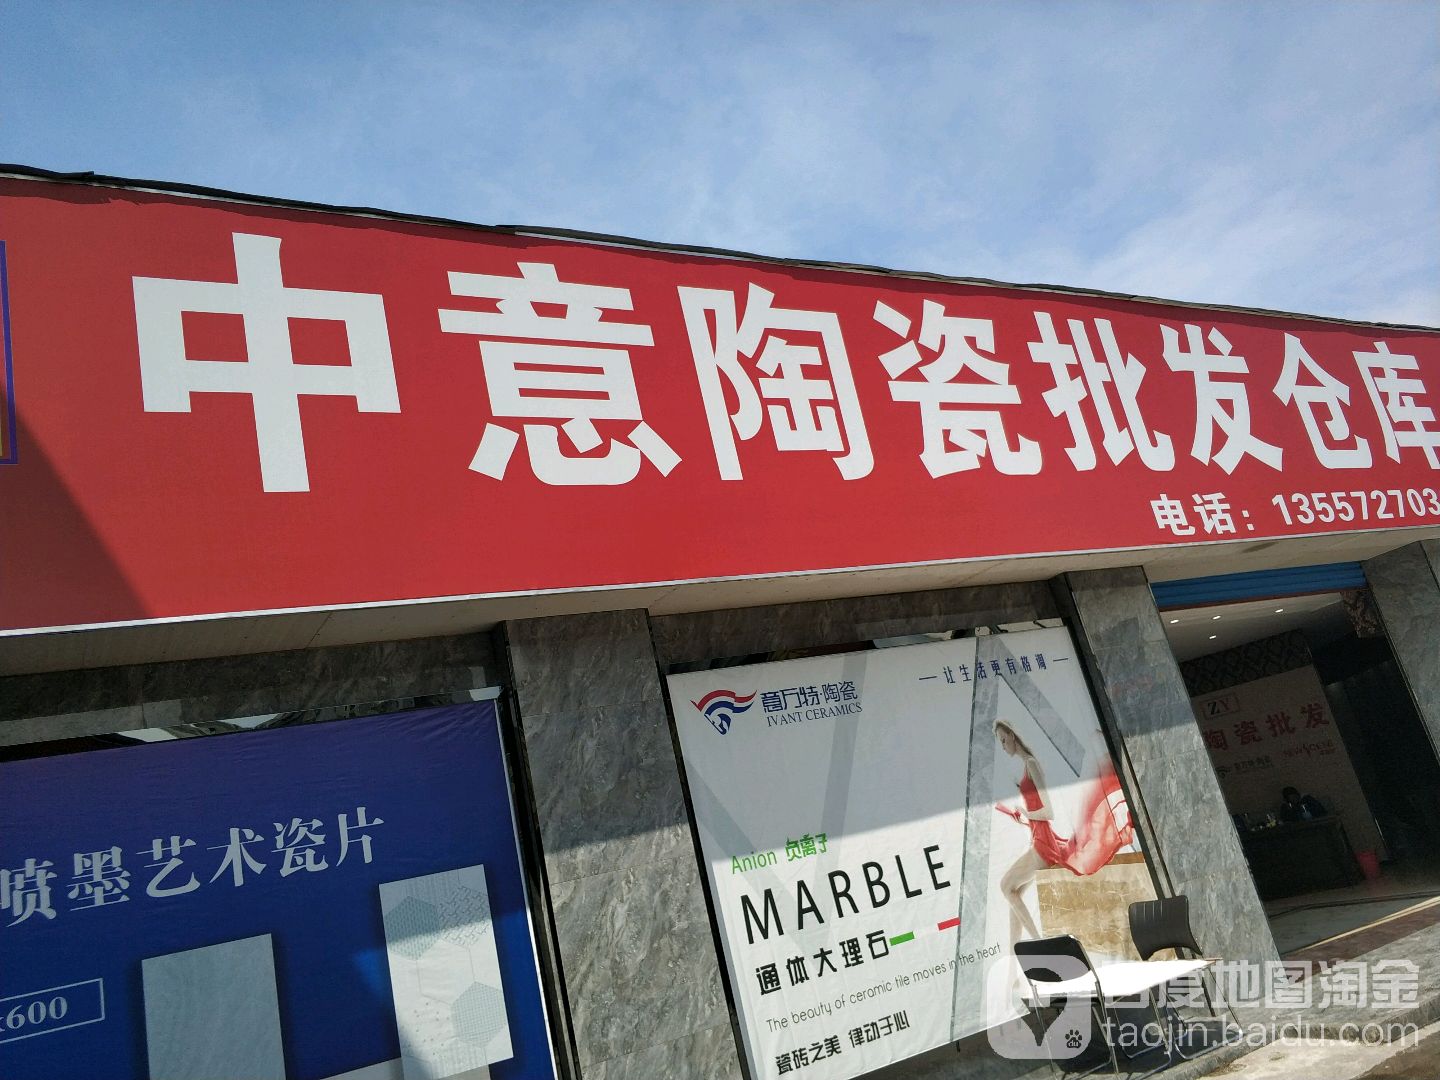 中意陶瓷批发仓库
电话：135572703
意万特·陶瓷
IVANT CERAMICS
让生活更有格调
Anion 负离子
MARBLE
通体大理石
The beauty of ceramic tile moves in the heart
瓷砖之美 律动于心
喷墨艺术瓷片
x600
ZY
陶瓷批发
百度地图淘金
taojin.baidu.com